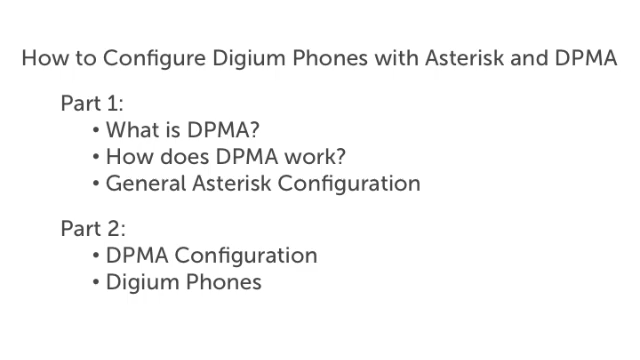 How to Configure Digium Phones with Asterisk and DPMA
Part 1:
• What is DPMA?
• How does DPMA work?
• General Asterisk Configuration
Part 2:
• DPMA Configuration
• Digium Phones